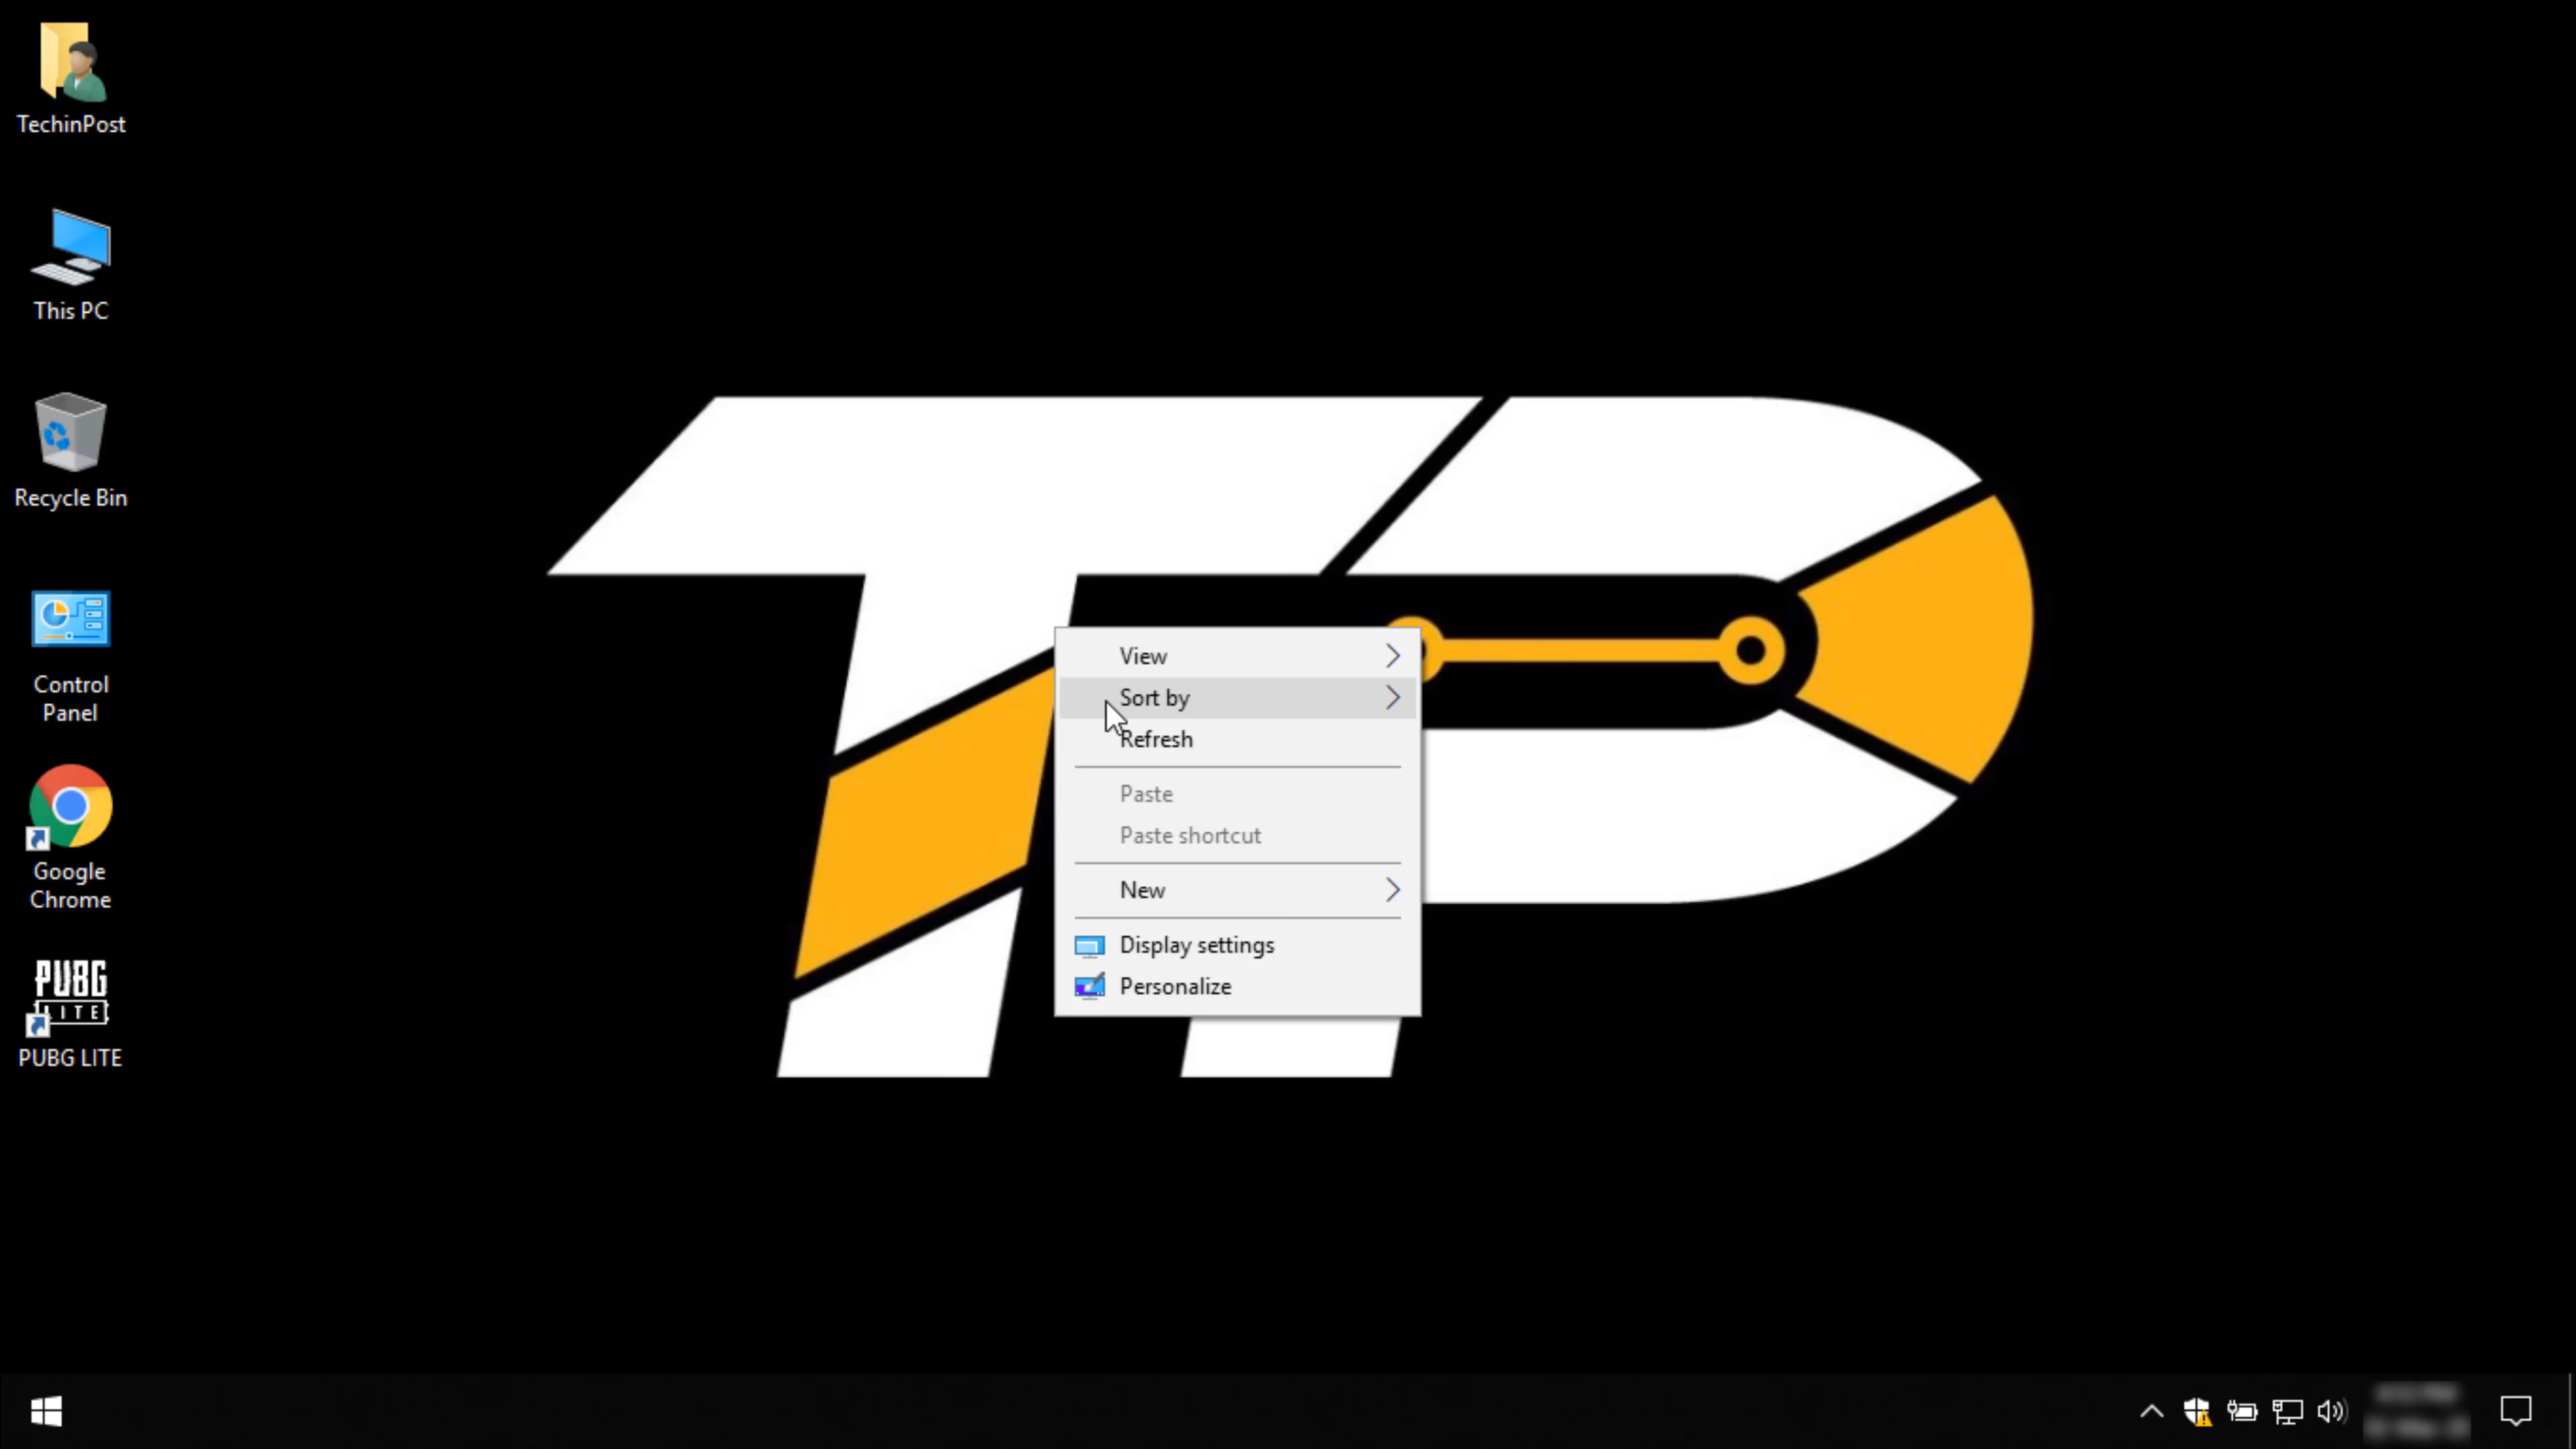 TechinPost
This PC
Recycle Bin
Control
Panel
Google
Chrome
PUBG
LITE
PUBG LITE
TP
View
Sort by
Refresh
Paste
Paste shortcut
New
Display settings
Personalize